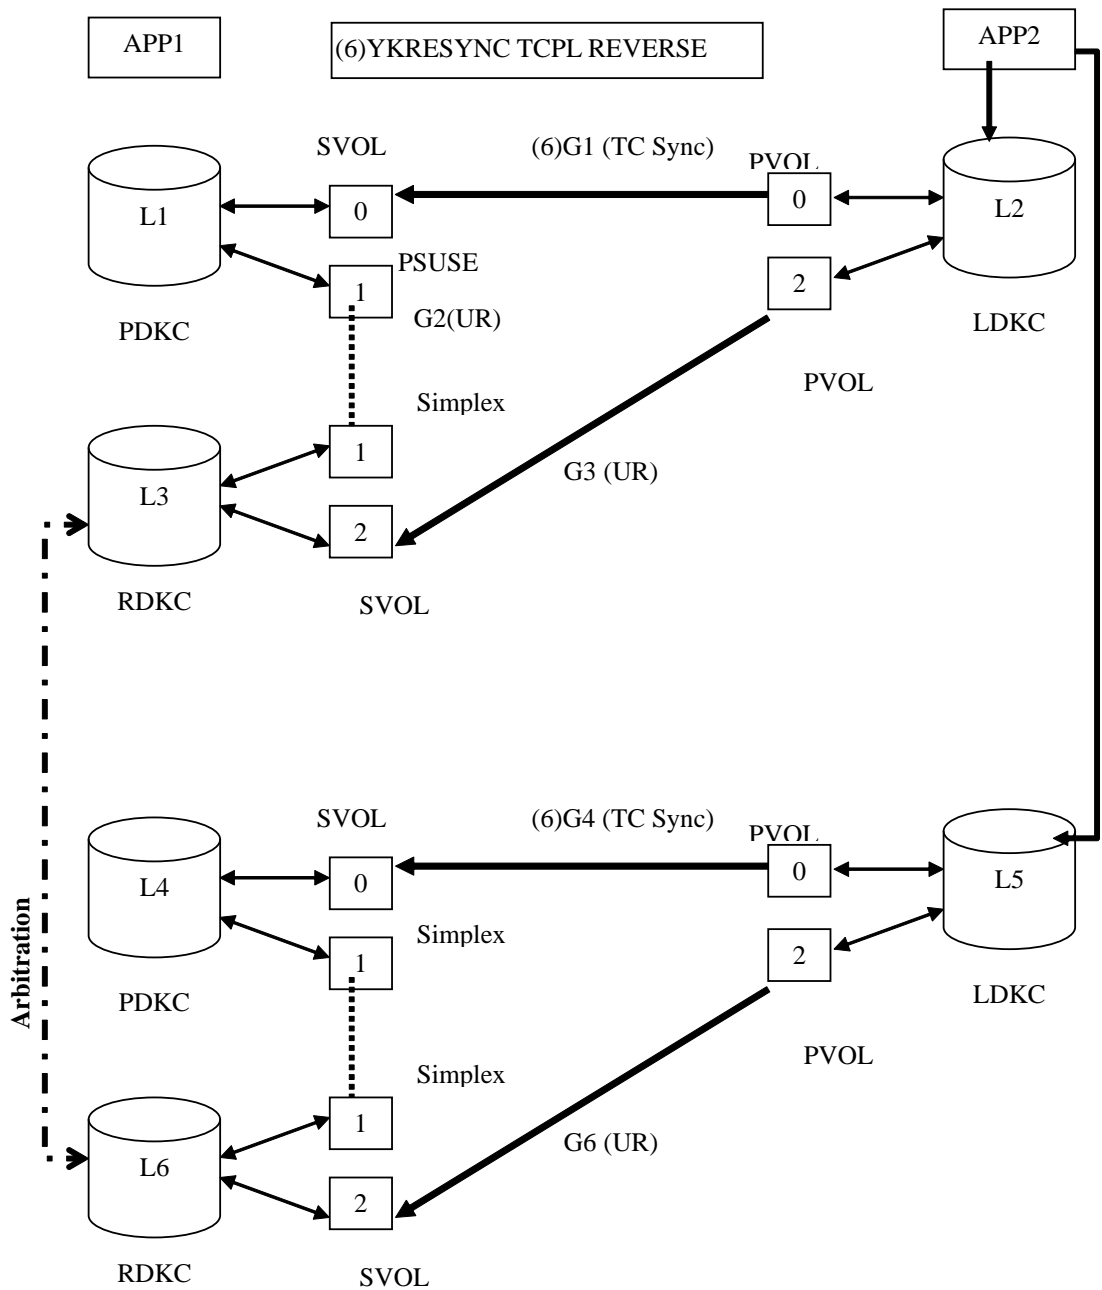 APP1
(6)YKRESYNC TCPL REVERSE
APP2
SVOL
(6)G1 (TC Sync)
PVOL
L1
0
0
L2
PSUSE
1
2
G2(UR)
PDKC
LDKC
PVOL
Simplex
1
L3
G3 (UR)
2
RDKC
SVOL
SVOL
(6)G4 (TC Sync)
PVOL
L4
0
0
L5
Simplex
1
2
PDKC
LDKC
Arbitration
PVOL
Simplex
1
L6
G6 (UR)
2
RDKC
SVOL